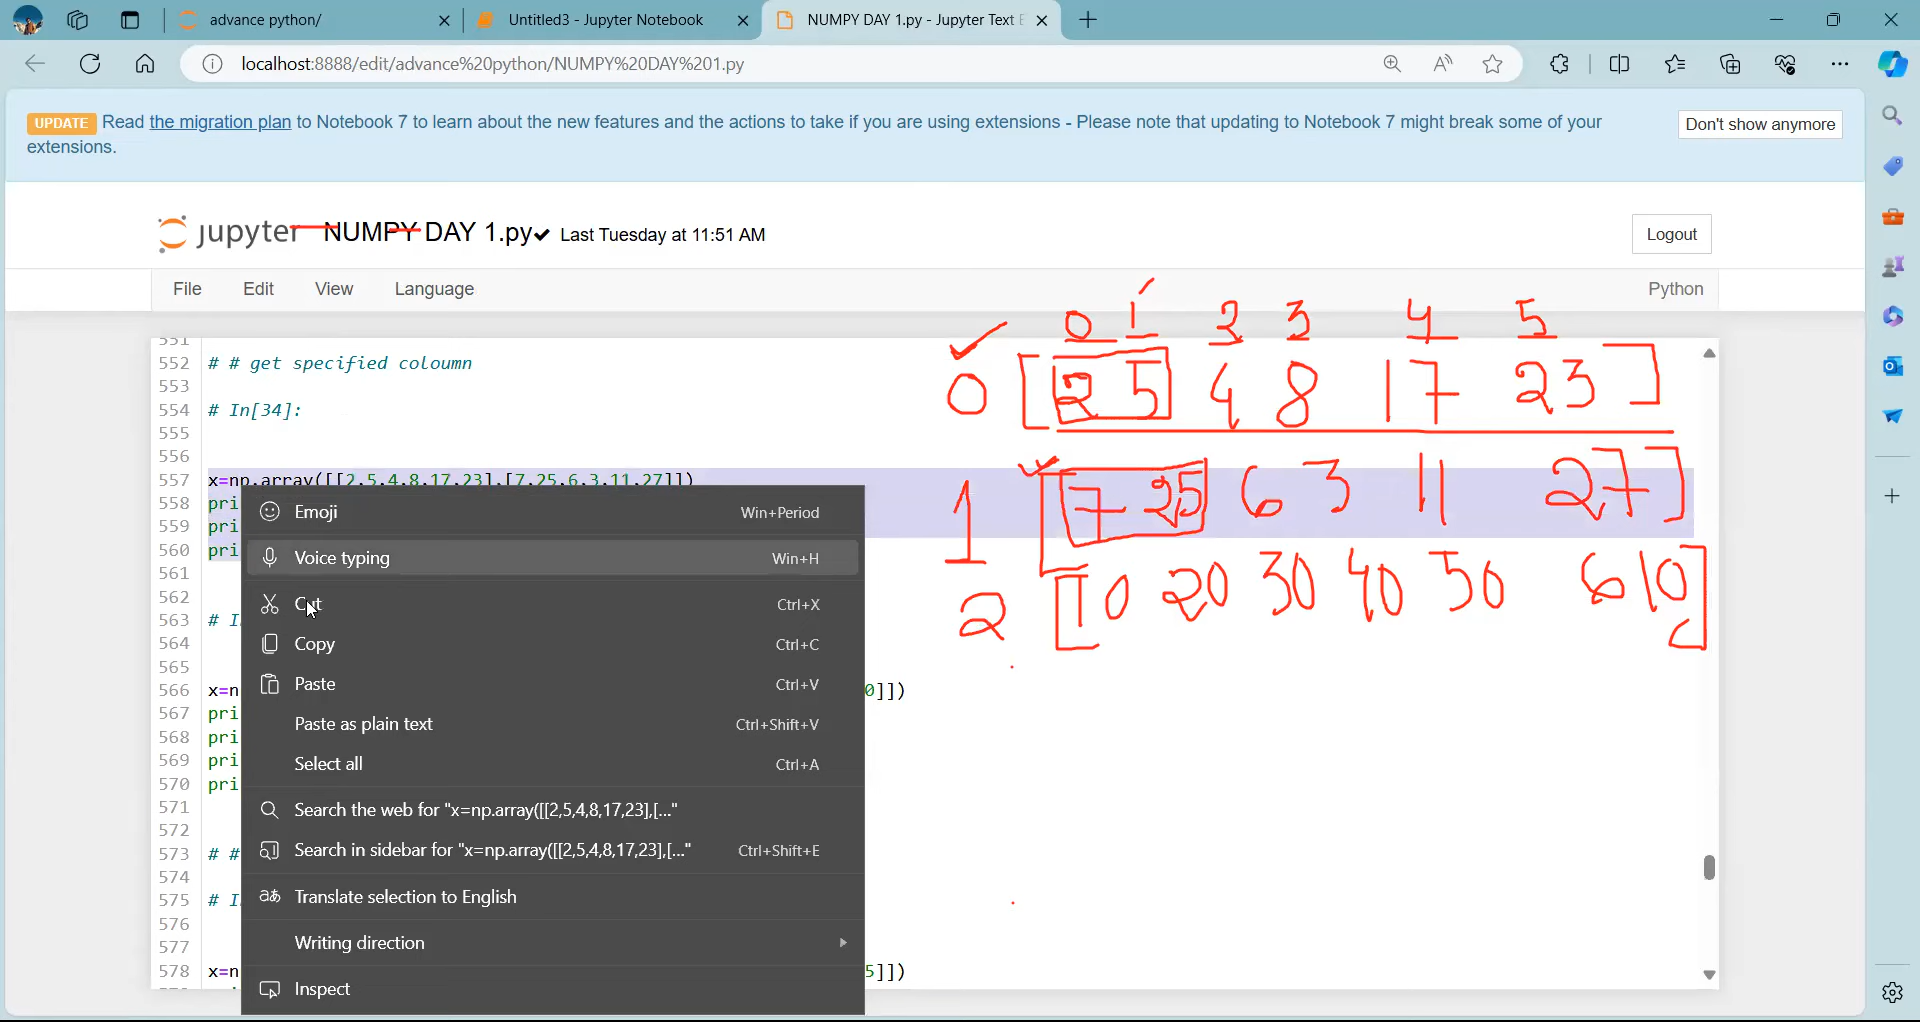 advance python/
Untitled3 - Jupyter Notebook
NUMPY DAY 1.py - Jupyter Text E
localhost:8888/edit/advance%20python/NUMPY%20DAY%201.py
UPDATE Read the migration plan to Notebook 7 to learn about the new features and the actions to take if you are using extensions - Please note that updating to Notebook 7 might break some of your
extensions.
Don't show anymore
jupyter NUMPY DAY 1.py✔ Last Tuesday at 11:51 AM
Logout
File Edit View Language
Python
551
552 # # get specified coloumn
553
554 # In[34]:
555
556
557 x=np.array([[2,5,4,8,17,23],[7,25,6,3,11,27]])
558 pri
559 pri
560 pri
561
562
563 # I
564
565
566 x=n 0]])
567 pri
568 pri
569 pri
570 pri
571
572
573 # #
574
575 # I
576
577
578 x=n 5]])
Emoji Win+Period
Voice typing Win+H
Cut Ctrl+X
Copy Ctrl+C
Paste Ctrl+V
Paste as plain text Ctrl+Shift+V
Select all Ctrl+A
Search the web for "x=np.array([[2,5,4,8,17,23],[..."
Search in sidebar for "x=np.array([[2,5,4,8,17,23],[..." Ctrl+Shift+E
Translate selection to English
Writing direction
Inspect
0 1 2 3 4 5
0 [2 5 4 8 17 23]
1 [7 25 6 3 11 27]
2 [10 20 30 40 50 610]